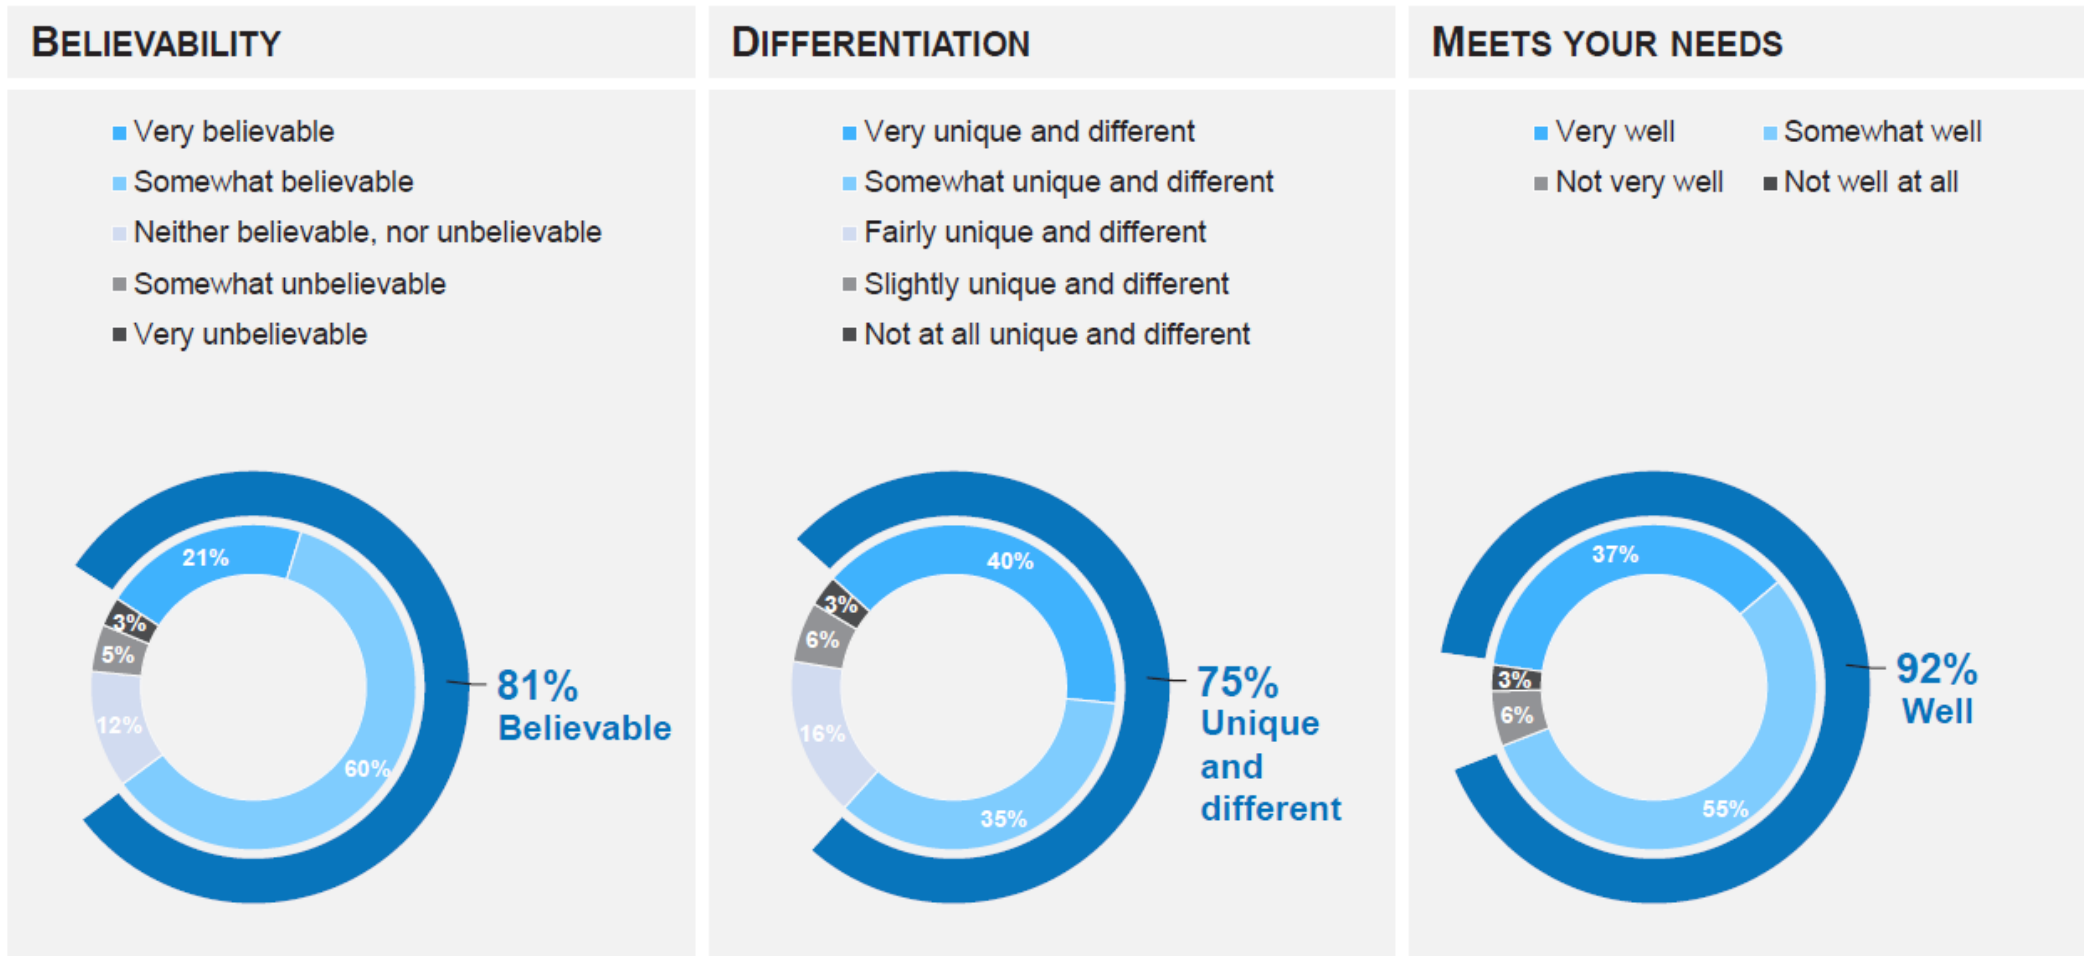 BELIEVABILITY
Very believable
Somewhat believable
Neither believable, nor unbelievable
Somewhat unbelievable
Very unbelievable
21%
3%
5%
12%
60%
81%
Believable
DIFFERENTIATION
Very unique and different
Somewhat unique and different
Fairly unique and different
Slightly unique and different
Not at all unique and different
40%
3%
6%
16%
35%
75%
Unique
and
different
MEETS YOUR NEEDS
Very well Somewhat well
Not very well Not well at all
37%
3%
6%
55%
92%
Well